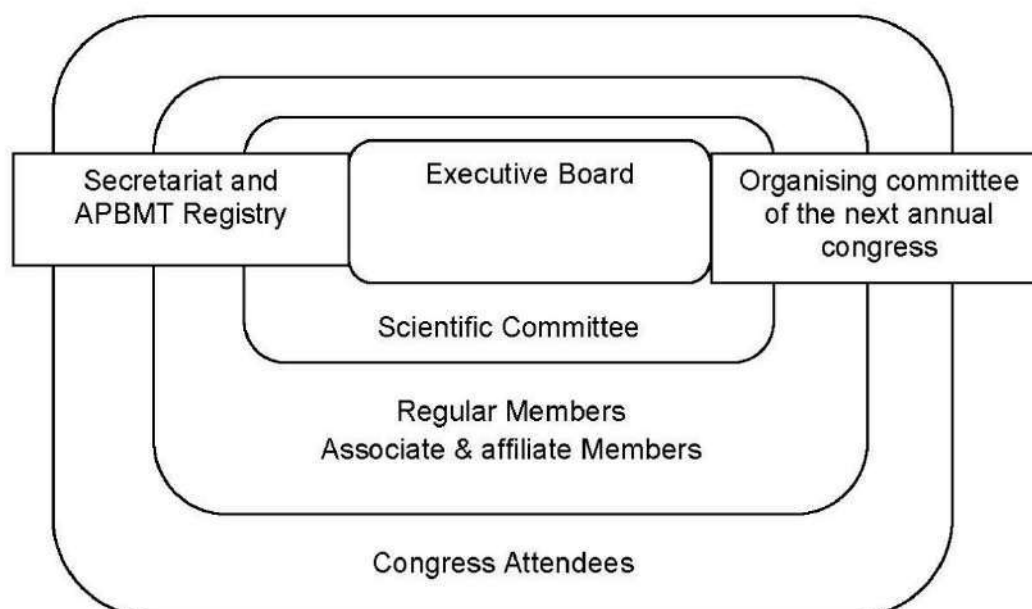 Secretariat and
APBMT Registry
Executive Board
Organising committee
of the next annual
congress
Scientific Committee
Regular Members
Associate & affiliate Members
Congress Attendees